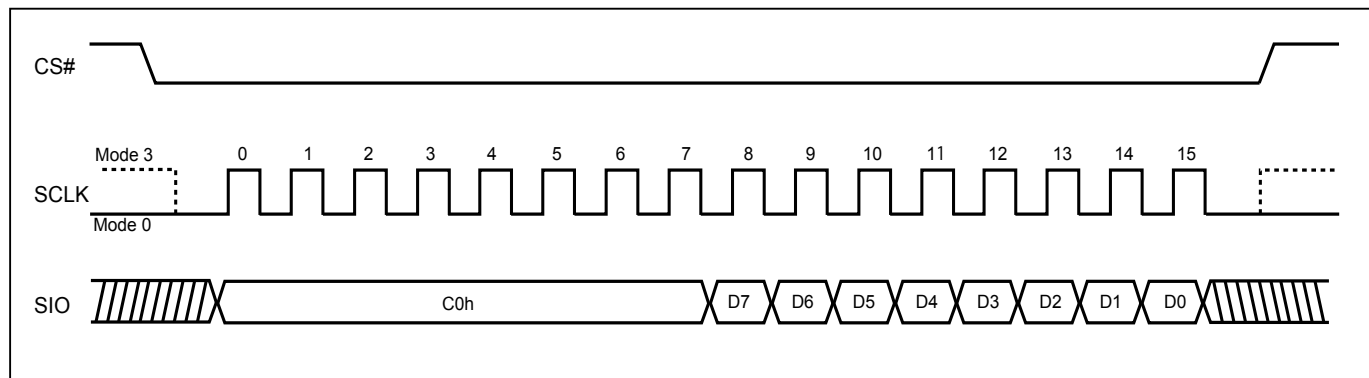 CS#
Mode 3 0 1 2 3 4 5 6 7 8 9 10 11 12 13 14 15
SCLK
Mode 0
SIO C0h D7 D6 D5 D4 D3 D2 D1 D0